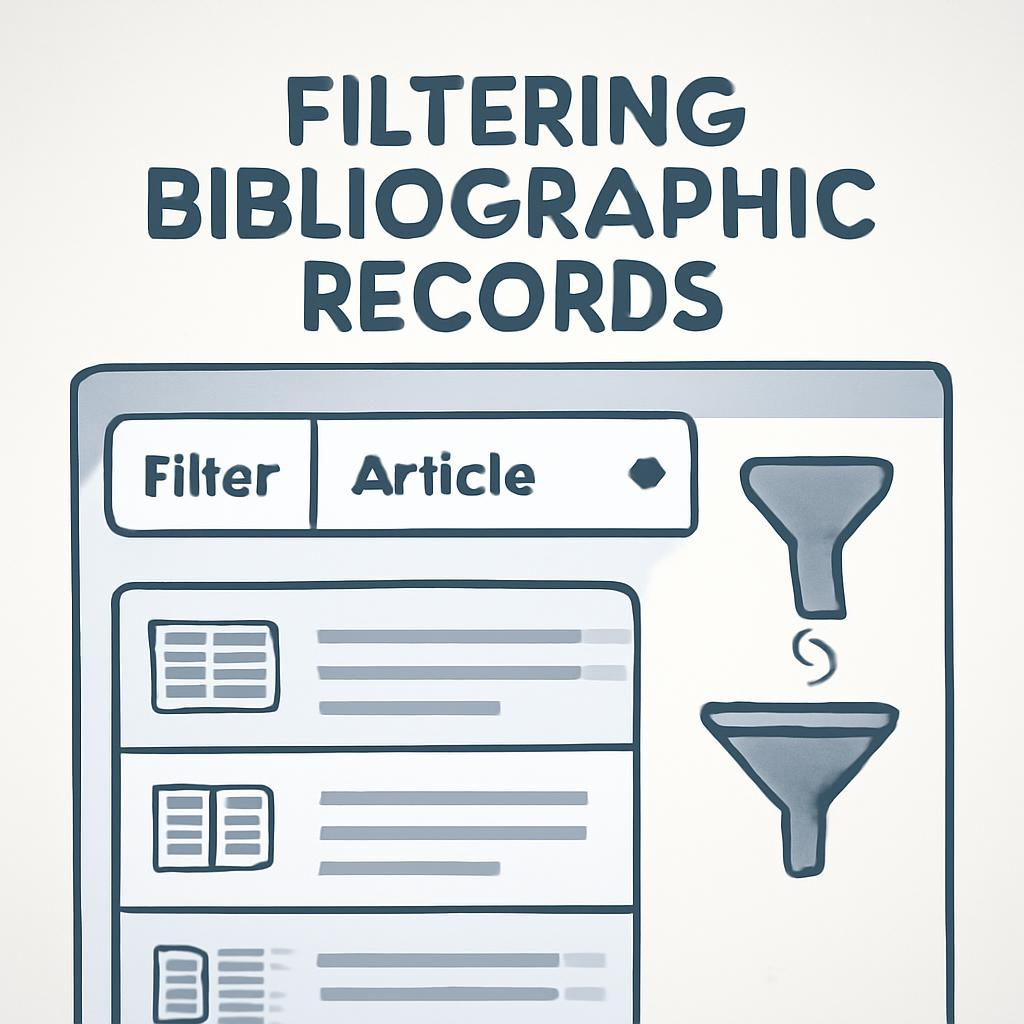 FILTERING
BIBLIOGRAPHIC
RECORDS
Filter Article